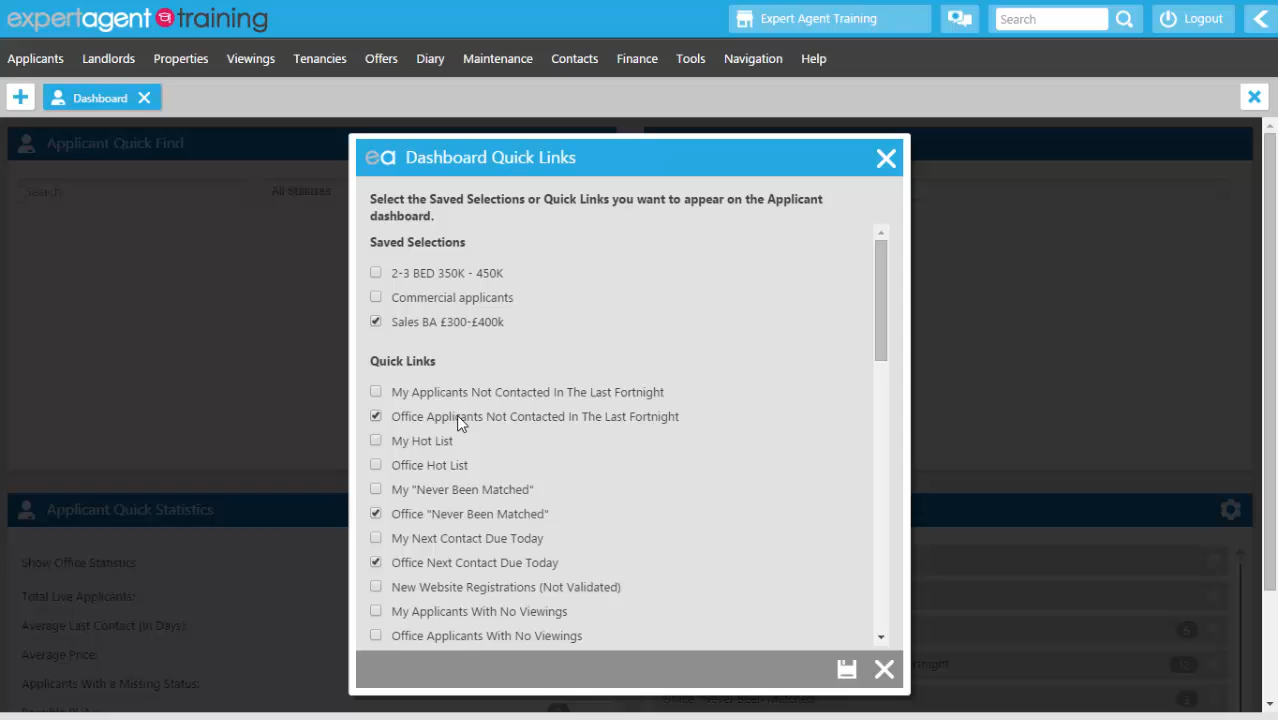 expertagent training
Expert Agent Training
Search
Logout
Applicants Landlords Properties Viewings Tenancies Offers Diary Maintenance Contacts Finance Tools Navigation Help
Dashboard
Applicant Quick Find
Search
All Statuses
ea Dashboard Quick Links
Select the Saved Selections or Quick Links you want to appear on the Applicant
dashboard.
Saved Selections
2-3 BED 350K - 450K
Commercial applicants
Sales BA £300-£400k
Quick Links
My Applicants Not Contacted In The Last Fortnight
Office Applicants Not Contacted In The Last Fortnight
My Hot List
Office Hot List
My "Never Been Matched"
Office "Never Been Matched"
My Next Contact Due Today
Office Next Contact Due Today
New Website Registrations (Not Validated)
My Applicants With No Viewings
Office Applicants With No Viewings
Applicant Quick Statistics
Show Office Statistics
Total Live Applicants:
Average Last Contact (In Days):
Average Price:
Applicants With a Missing Status: